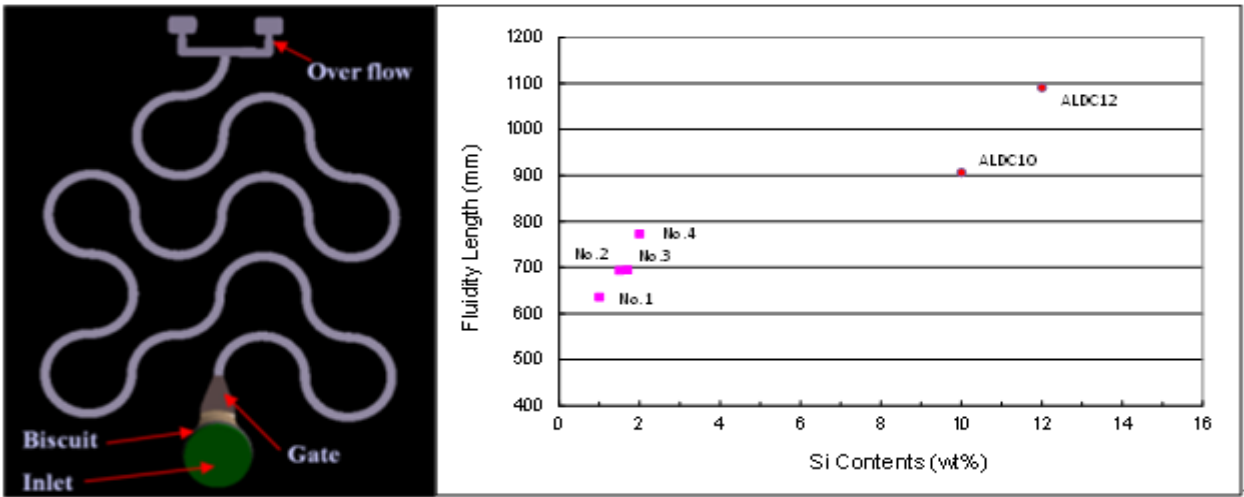 Over flow
Biscuit
Gate
Inlet
1200
1100
1000
900
800
700
600
500
400
0 2 4 6 8 10 12 14 16
Fluidity Length (mm)
Si Contents (wt%)
ALDC12
ALDC10
No.4
No.2
No.3
No.1